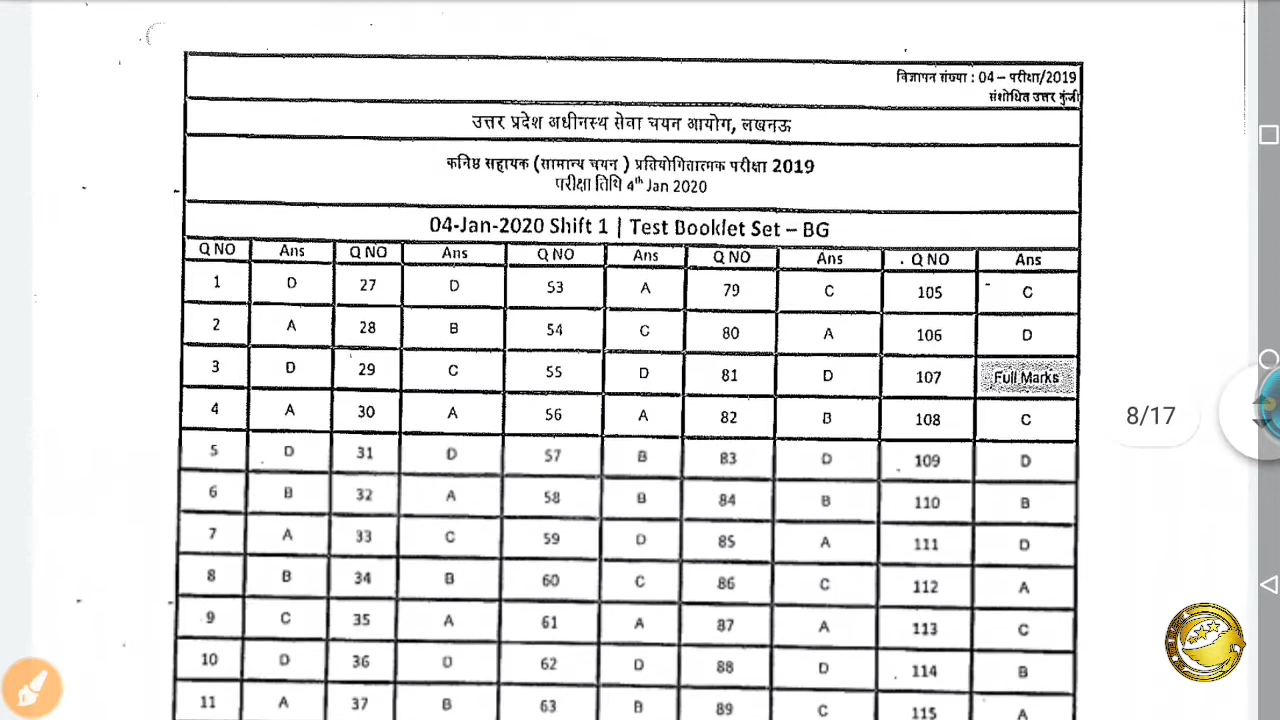 विज्ञापन संख्या : 04 – परीक्षा/2019
संशोधित उत्तर कुंजी
उत्तर प्रदेश अधीनस्थ सेवा चयन आयोग, लखनऊ
कनिष्ठ सहायक (सामान्य चयन ) प्रतियोगितात्मक परीक्षा 2019
परीक्षा तिथि 4th Jan 2020
04-Jan-2020 Shift 1 | Test Booklet Set – BG
Q NO Ans Q NO Ans Q NO Ans Q NO Ans Q NO Ans
1 D 27 D 53 A 79 C 105 C
2 A 28 B 54 C 80 A 106 D
3 D 29 C 55 D 81 D 107 Full Marks
4 A 30 A 56 A 82 B 108 C
5 D 31 D 57 B 83 D 109 D
6 B 32 A 58 B 84 B 110 B
7 A 33 C 59 D 85 A 111 D
8 B 34 B 60 C 86 C 112 A
9 C 35 A 61 A 87 A 113 C
10 D 36 D 62 D 88 D 114 B
11 A 37 B 63 B 89 C 115 A
8/17